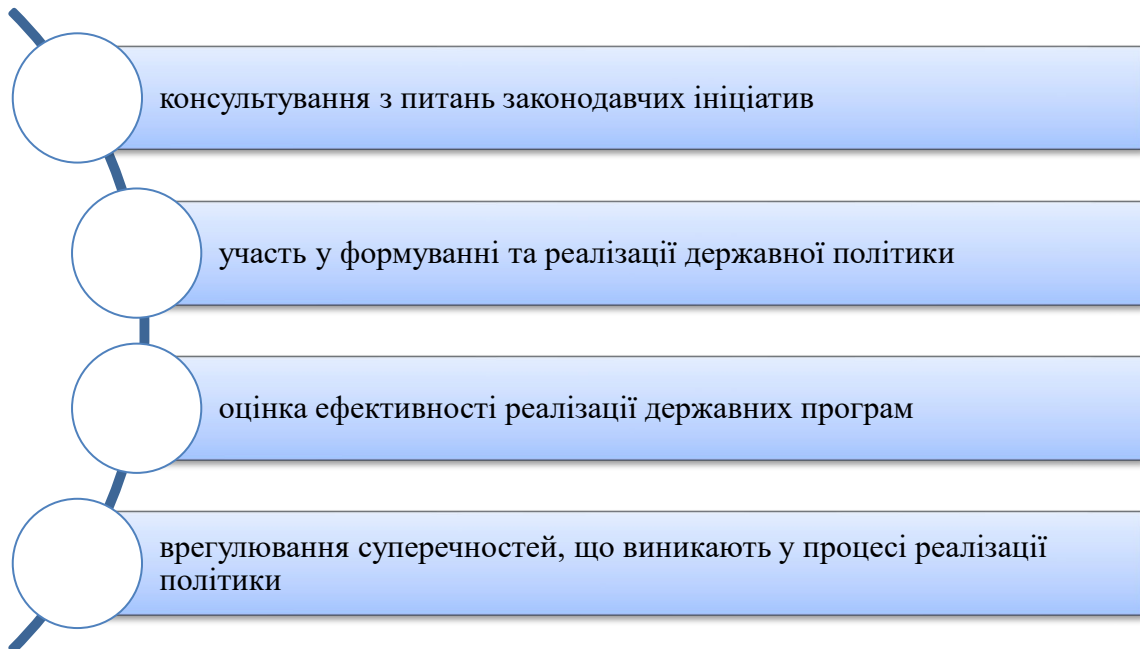 консультування з питань законодавчих ініціатив
участь у формуванні та реалізації державної політики
оцінка ефективності реалізації державних програм
врегулювання суперечностей, що виникають у процесі реалізації
політики